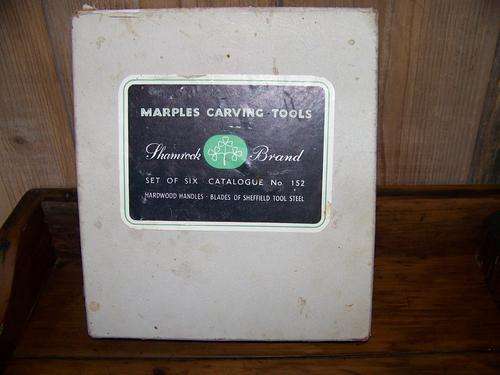 MARPLES CARVING TOOLS
Shamrock Brand
SET OF SIX CATALOGUE No 152
HARDWOOD HANDLES - BLADES OF SHEFFIELD TOOL STEEL